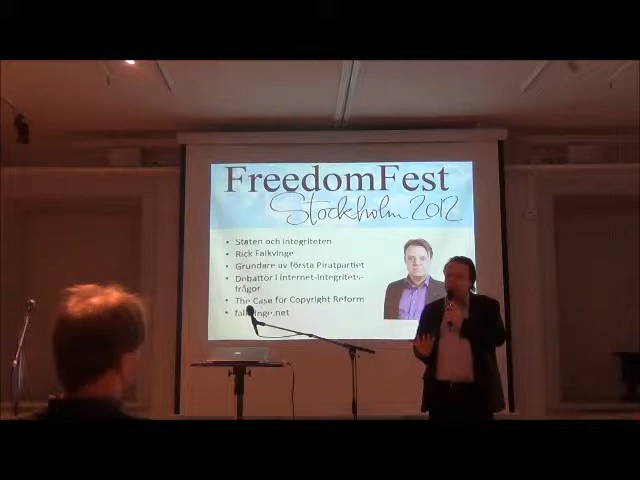 FreedomFest
Stockholm 2012
• Staten och integriteten
• Rick Falkvinge
• Grundare av första Piratpartiet
• Debattör i internet-integritets-
frågor
• The Case for Copyright Reform
• falkvinge.net